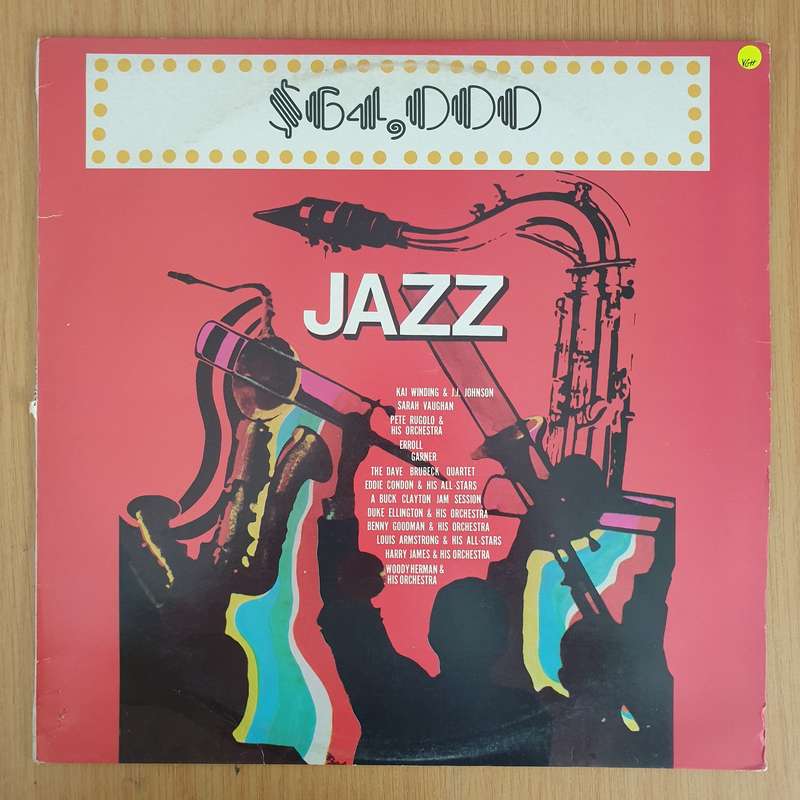 $64,000
VG+
JAZZ
KAI WINDING & J.J. JOHNSON
SARAH VAUGHAN
PETE RUGOLO &
HIS ORCHESTRA
ERROLL
GARNER
THE DAVE BRUBECK QUARTET
EDDIE CONDON & HIS ALL-STARS
A BUCK CLAYTON JAM SESSION
DUKE ELLINGTON & HIS ORCHESTRA
BENNY GOODMAN & HIS ORCHESTRA
LOUIS ARMSTRONG & HIS ALL-STARS
HARRY JAMES & HIS ORCHESTRA
WOODY HERMAN &
HIS ORCHESTRA